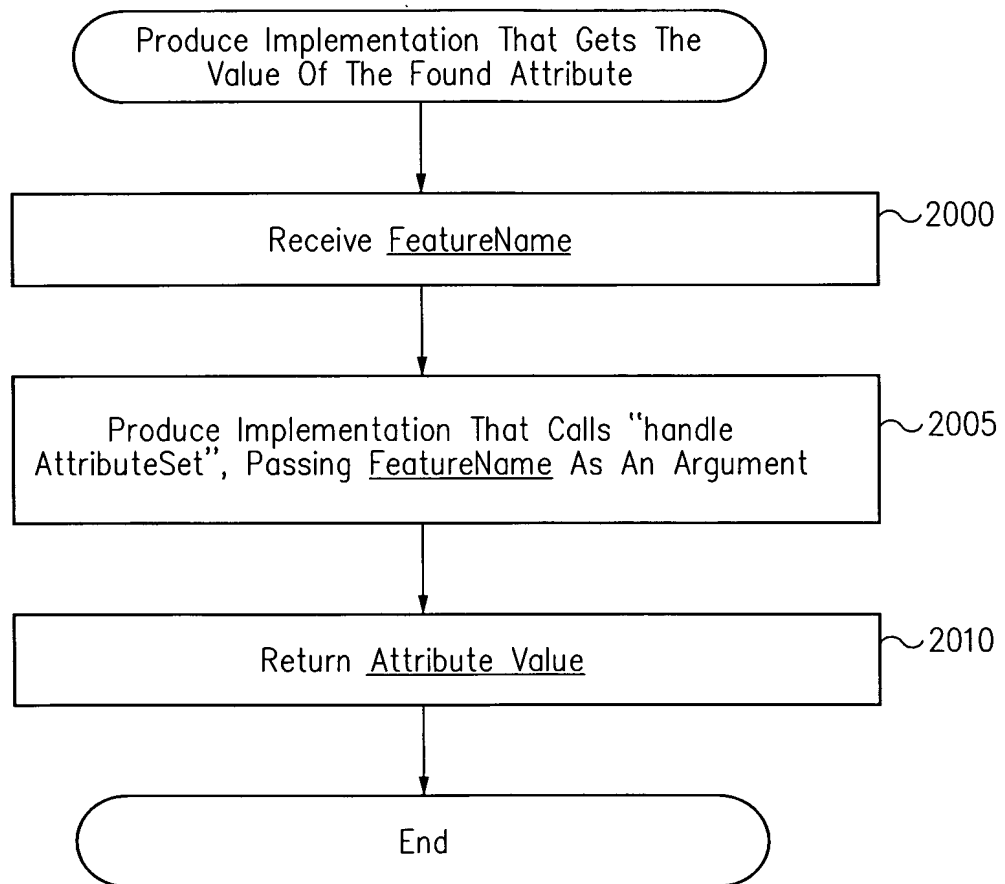 Produce Implementation That Gets The
Value Of The Found Attribute
Receive FeatureName
2000
Produce Implementation That Calls "handle
AttributeSet", Passing FeatureName As An Argument
2005
Return Attribute Value
2010
End